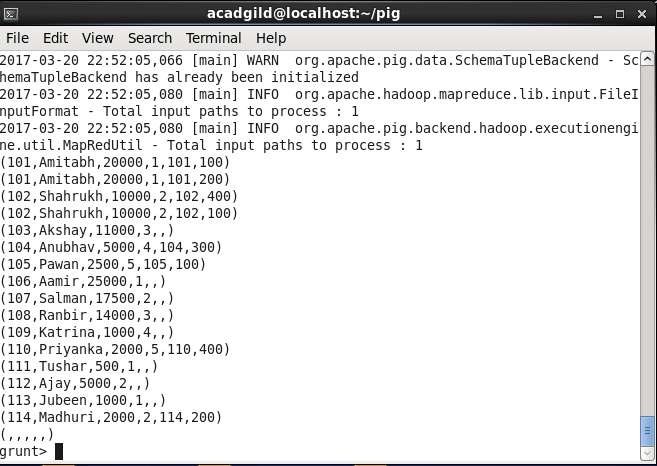 acadgild@localhost:~/pig
File Edit View Search Terminal Help
2017-03-20 22:52:05,066 [main] WARN  org.apache.pig.data.SchemaTupleBackend - Sc
hemaTupleBackend has already been initialized
2017-03-20 22:52:05,080 [main] INFO  org.apache.hadoop.mapreduce.lib.input.FileI
nputFormat - Total input paths to process : 1
2017-03-20 22:52:05,080 [main] INFO  org.apache.pig.backend.hadoop.executionengi
ne.util.MapRedUtil - Total input paths to process : 1
(101,Amitabh,20000,1,101,100)
(101,Amitabh,20000,1,101,200)
(102,Shahrukh,10000,2,102,400)
(102,Shahrukh,10000,2,102,100)
(103,Akshay,11000,3,,)
(104,Anubhav,5000,4,104,300)
(105,Pawan,2500,5,105,100)
(106,Aamir,25000,1,,)
(107,Salman,17500,2,,)
(108,Ranbir,14000,3,,)
(109,Katrina,1000,4,,)
(110,Priyanka,2000,5,110,400)
(111,Tushar,500,1,,)
(112,Ajay,5000,2,,)
(113,Jubeen,1000,1,,)
(114,Madhuri,2000,2,114,200)
(,,,,,)
grunt>